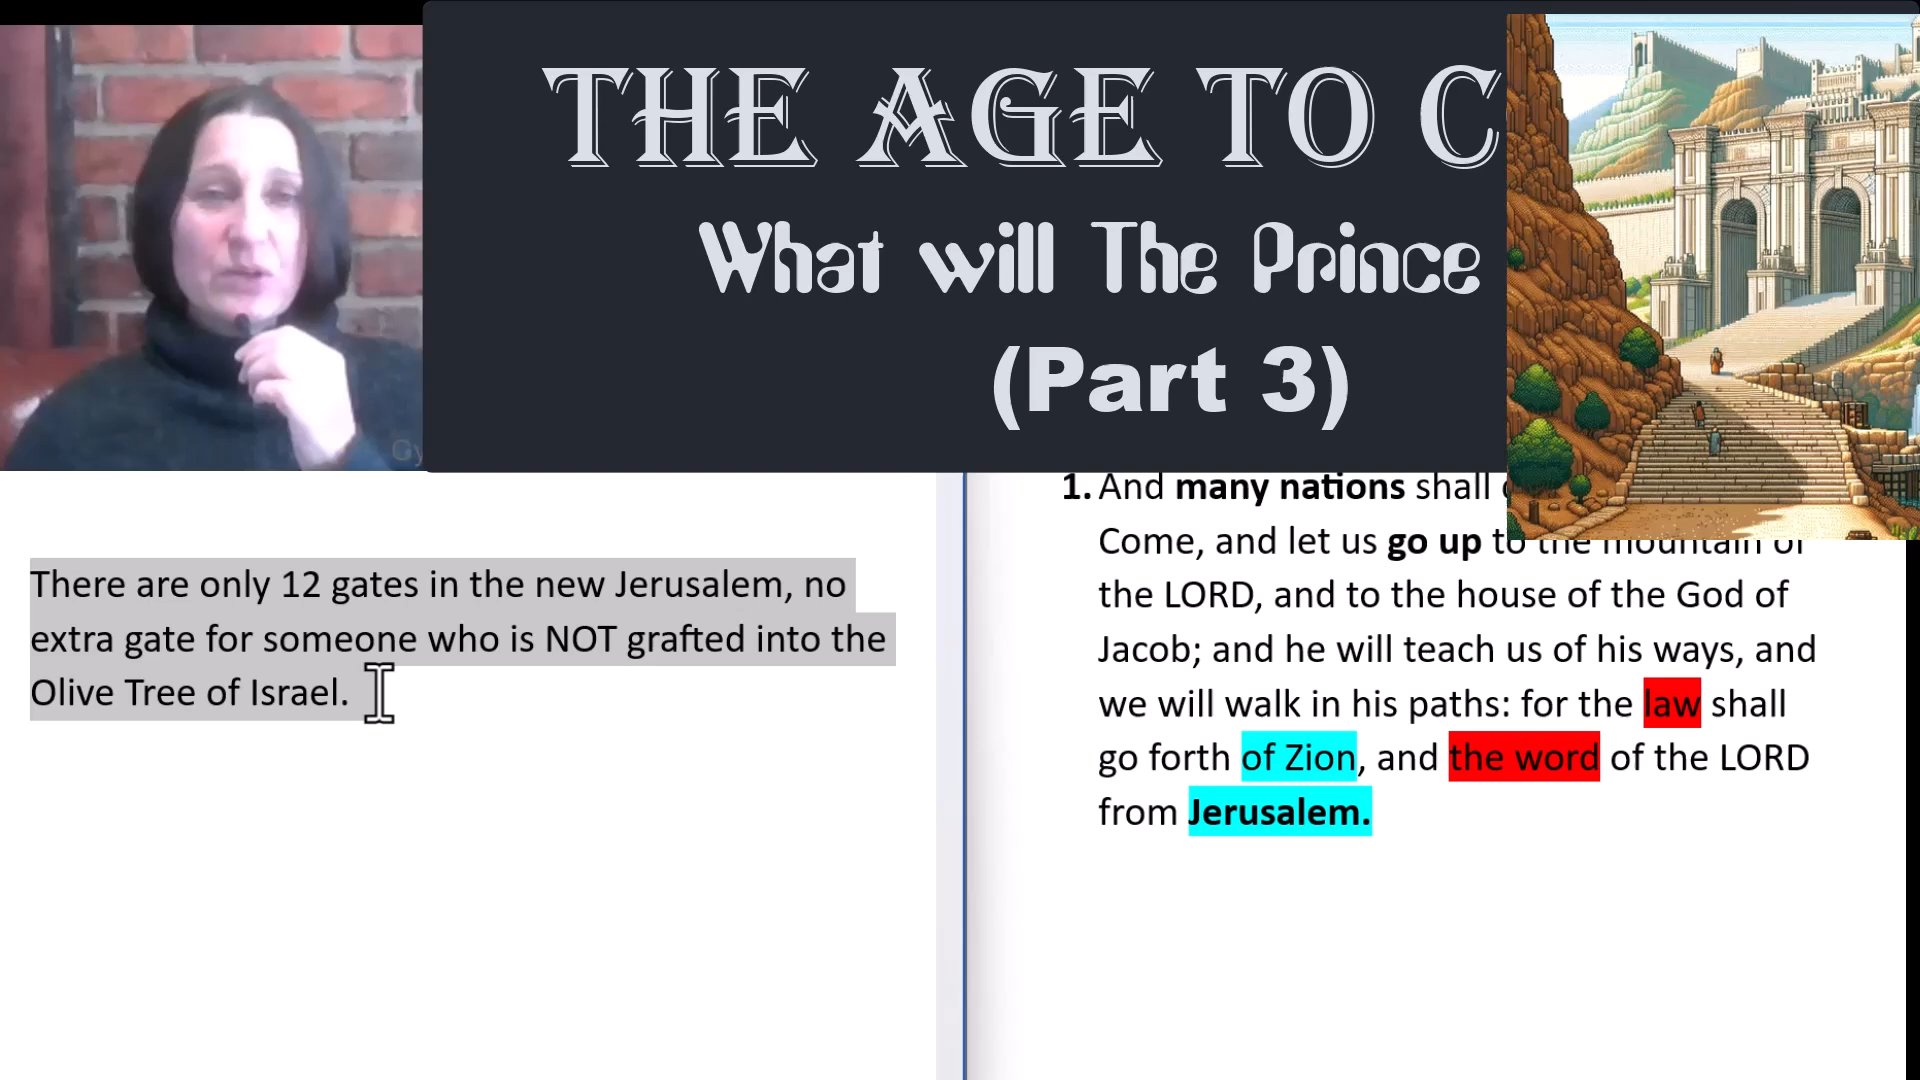 THE AGE TO C
What will The Prince
(Part 3)
There are only 12 gates in the new Jerusalem, no
extra gate for someone who is NOT grafted into the
Olive Tree of Israel.
1. And many nations shall
Come, and let us go up to the mountain of
the LORD, and to the house of the God of
Jacob; and he will teach us of his ways, and
we will walk in his paths: for the law shall
go forth of Zion, and the word of the LORD
from Jerusalem.